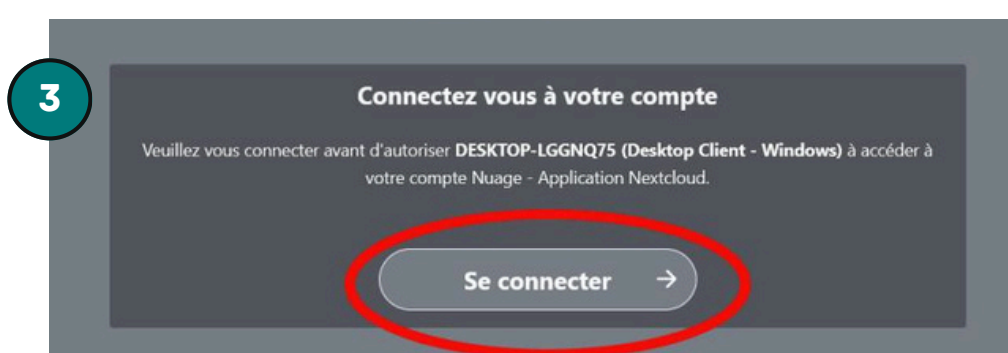 3
Connectez vous à votre compte
Veuillez vous connecter avant d'autoriser DESKTOP-LGGNQ75 (Desktop Client - Windows) à accéder à
votre compte Nuage - Application Nextcloud.
Se connecter →